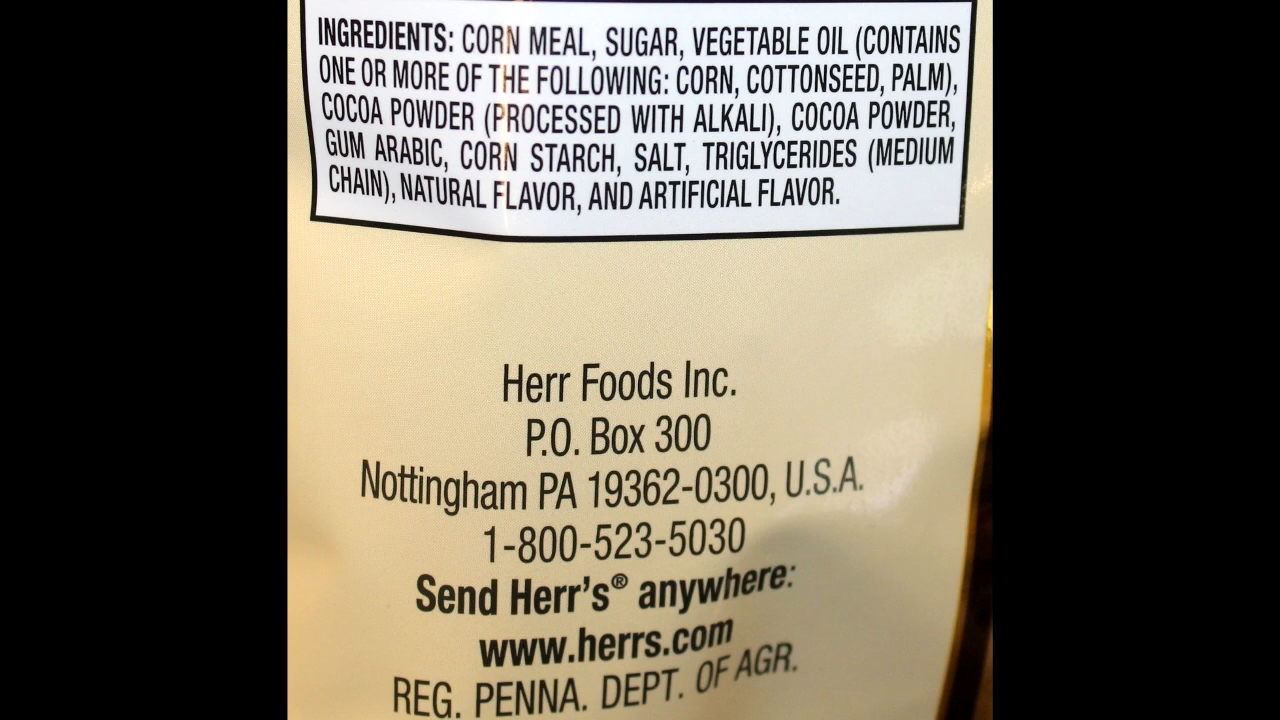 INGREDIENTS: CORN MEAL, SUGAR, VEGETABLE OIL (CONTAINS
ONE OR MORE OF THE FOLLOWING: CORN, COTTONSEED, PALM),
COCOA POWDER (PROCESSED WITH ALKALI), COCOA POWDER,
GUM ARABIC, CORN STARCH, SALT, TRIGLYCERIDES (MEDIUM
CHAIN), NATURAL FLAVOR, AND ARTIFICIAL FLAVOR.
Herr Foods Inc.
P.O. Box 300
Nottingham PA 19362-0300, U.S.A.
1-800-523-5030
Send Herr's® anywhere:
www.herrs.com
REG. PENNA. DEPT. OF AGR.